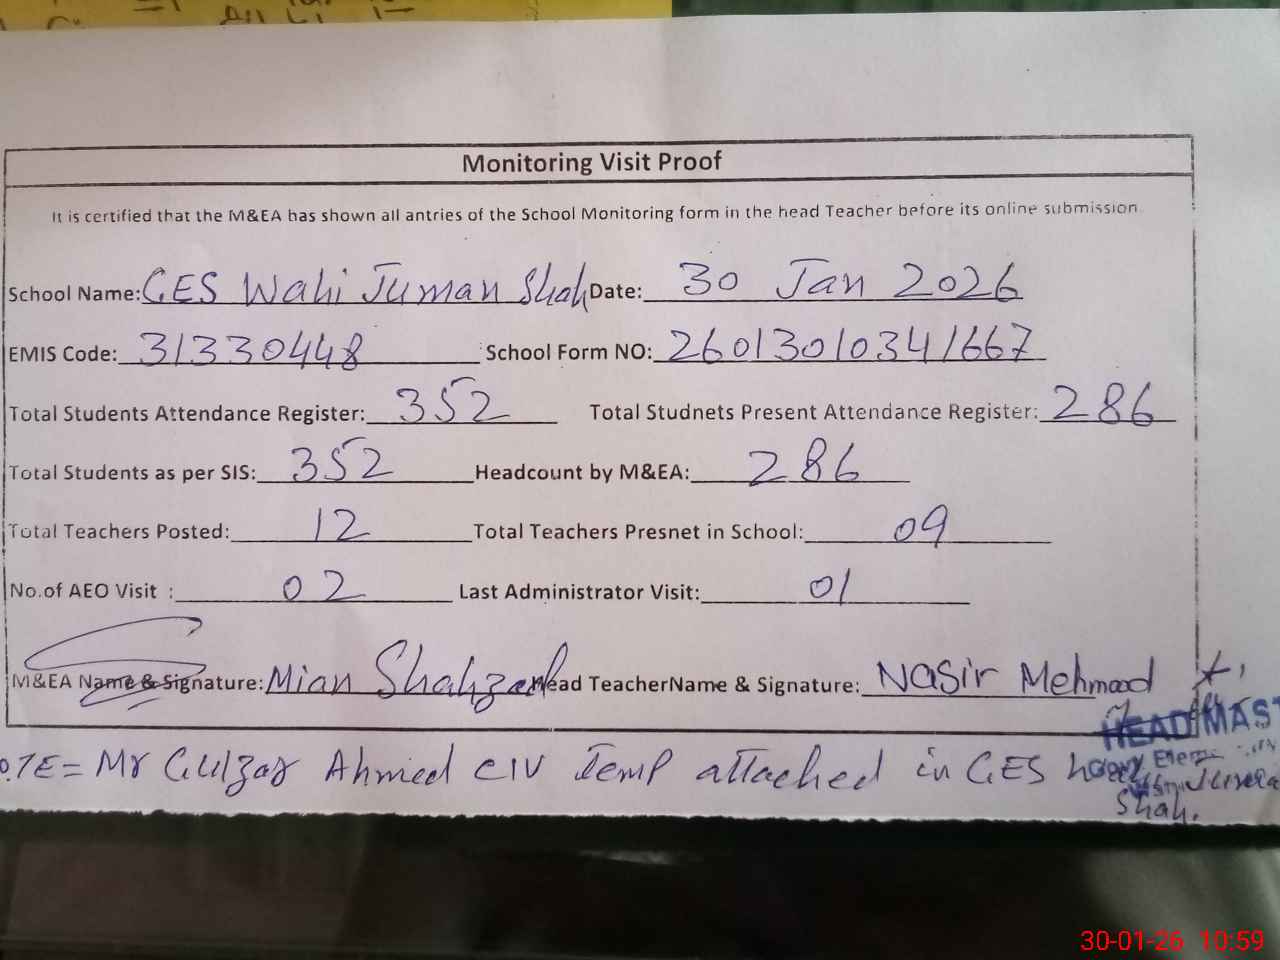 Monitoring Visit Proof
It is certified that the M&EA has shown all antries of the School Monitoring form in the head Teacher before its online submission.
School Name: GES Wahi Juman Shah Date: 30 Jan 2026
EMIS Code: 31330448 School Form NO: 26013010341667
Total Students Attendance Register: 352 Total Studnets Present Attendance Register: 286
Total Students as per SIS: 352 Headcount by M&EA: 286
Total Teachers Posted: 12 Total Teachers Presnet in School: 09
No.of AEO Visit : 02 Last Administrator Visit: 01
M&EA Name & Signature: Mian Shahzad Head TeacherName & Signature: Nasir Mehmood
HEAD MAST
OTE = Mr Gulzar Ahmed CIV Temp attached in GES
Shah.
30-01-26 10:59